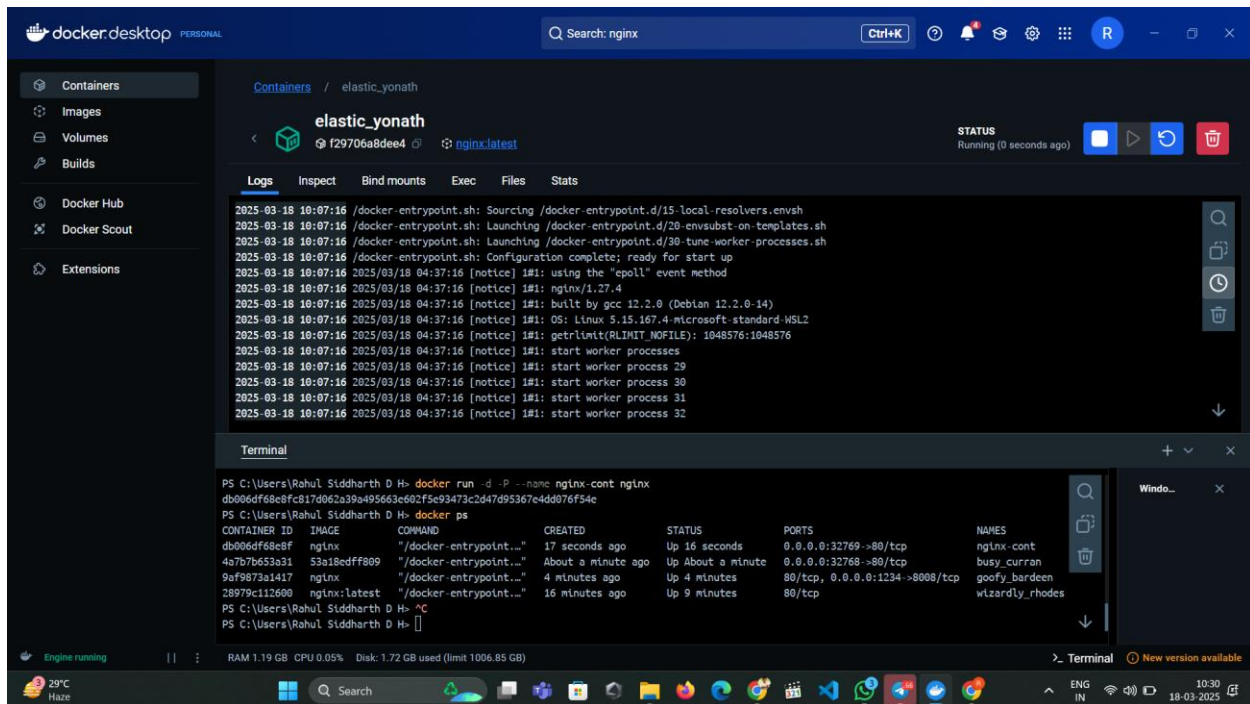 docker.desktop PERSONAL
Search: nginx
Ctrl+K
4
R
Containers
Images
Volumes
Builds
Docker Hub
Docker Scout
Extensions
Containers / elastic_yonath
elastic_yonath
f29706a8dee4 nginx:latest
STATUS
Running (0 seconds ago)
Logs Inspect Bind mounts Exec Files Stats
2025-03-18 10:07:16 /docker-entrypoint.sh: Sourcing /docker-entrypoint.d/15-local-resolvers.envsh
2025-03-18 10:07:16 /docker-entrypoint.sh: Launching /docker-entrypoint.d/20-envsubst-on-templates.sh
2025-03-18 10:07:16 /docker-entrypoint.sh: Launching /docker-entrypoint.d/30-tune-worker-processes.sh
2025-03-18 10:07:16 /docker-entrypoint.sh: Configuration complete; ready for start up
2025-03-18 10:07:16 2025/03/18 04:37:16 [notice] 1#1: using the "epoll" event method
2025-03-18 10:07:16 2025/03/18 04:37:16 [notice] 1#1: nginx/1.27.4
2025-03-18 10:07:16 2025/03/18 04:37:16 [notice] 1#1: built by gcc 12.2.0 (Debian 12.2.0-14)
2025-03-18 10:07:16 2025/03/18 04:37:16 [notice] 1#1: OS: Linux 5.15.167.4-microsoft-standard-WSL2
2025-03-18 10:07:16 2025/03/18 04:37:16 [notice] 1#1: getrlimit(RLIMIT_NOFILE): 1048576:1048576
2025-03-18 10:07:16 2025/03/18 04:37:16 [notice] 1#1: start worker processes
2025-03-18 10:07:16 2025/03/18 04:37:16 [notice] 1#1: start worker process 29
2025-03-18 10:07:16 2025/03/18 04:37:16 [notice] 1#1: start worker process 30
2025-03-18 10:07:16 2025/03/18 04:37:16 [notice] 1#1: start worker process 31
2025-03-18 10:07:16 2025/03/18 04:37:16 [notice] 1#1: start worker process 32
Terminal
Windo...
PS C:\Users\Rahul Siddharth D H> docker run -d -P --name nginx-cont nginx
db006df68e8fc817d062a39a495663e602f5e93473c2d47d95367e4dd076f54e
PS C:\Users\Rahul Siddharth D H> docker ps
CONTAINER ID IMAGE COMMAND CREATED STATUS PORTS NAMES
db006df68e8f nginx "/docker-entrypoint.…" 17 seconds ago Up 16 seconds 0.0.0.0:32769->80/tcp nginx-cont
4a7b7b653a31 53a18edff809 "/docker-entrypoint.…" About a minute ago Up About a minute 0.0.0.0:32768->80/tcp busy_curran
9af9873a1417 nginx "/docker-entrypoint.…" 4 minutes ago Up 4 minutes 80/tcp, 0.0.0.0:1234->8008/tcp goofy_bardeen
28979c112600 nginx:latest "/docker-entrypoint.…" 16 minutes ago Up 9 minutes 80/tcp wizardly_rhodes
PS C:\Users\Rahul Siddharth D H> ^C
PS C:\Users\Rahul Siddharth D H>
Engine running
RAM 1.19 GB CPU 0.05% Disk: 1.72 GB used (limit 1006.85 GB)
>_ Terminal
New version available
3
29°C
Haze
Search
3
ENG
IN
10:30
18-03-2025